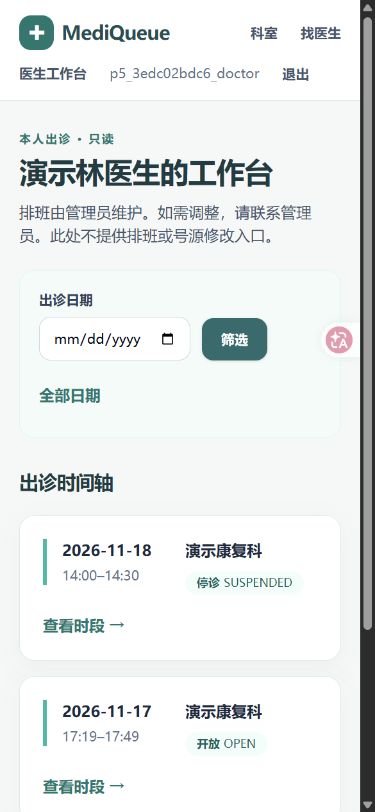 MediQueue
科室 找医生
医生工作台 p5_3edc02bdc6_doctor 退出
本人出诊 • 只读
演示林医生的工作台
排班由管理员维护。如需调整，请联系管理
员。此处不提供排班或号源修改入口。
出诊日期
mm/dd/yyyy 筛选
全部日期
出诊时间轴
2026-11-18 演示康复科
14:00–14:30 停诊 SUSPENDED
查看时段 →
2026-11-17 演示康复科
17:19–17:49 开放 OPEN
查看时段 →